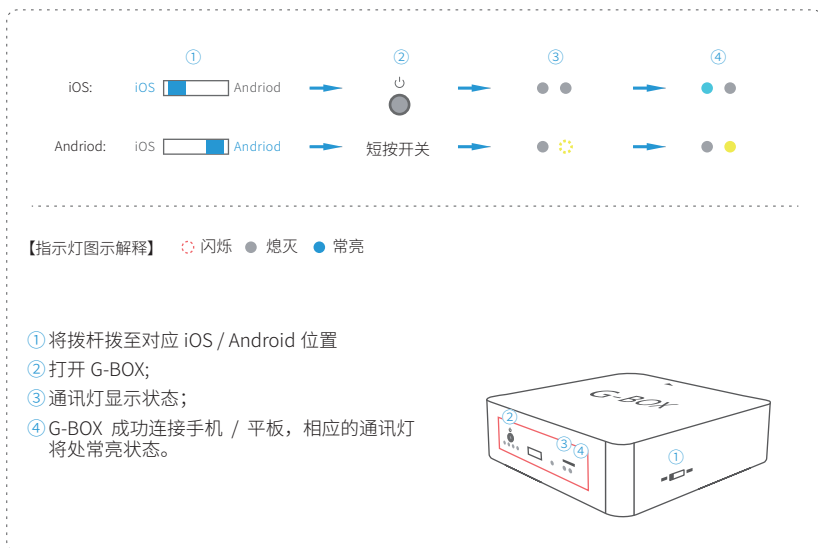 ① ② ③ ④
iOS: iOS Andriod
Andriod: iOS Andriod 短按开关
【指示灯图示解释】 闪烁 熄灭 常亮
①将拨杆拨至对应 iOS / Android 位置
②打开 G-BOX;
③通讯灯显示状态；
④G-BOX 成功连接手机 / 平板，相应的通讯灯
将处常亮状态。
G-BOX
② ③ ④ ①